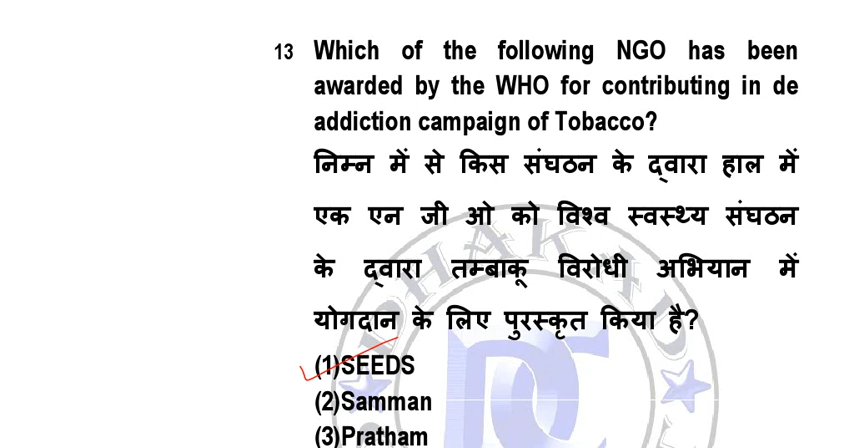 13 Which of the following NGO has been
awarded by the WHO for contributing in de
addiction campaign of Tobacco?
निम्न में से किस संघठन के द्वारा हाल में
एक एन जी ओ को विश्व स्वस्थ्य संघठन
के द्वारा तम्बाकू विरोधी अभियान में
योगदान के लिए पुरस्कृत किया है?
(1)SEEDS
(2)Samman
(3)Pratham